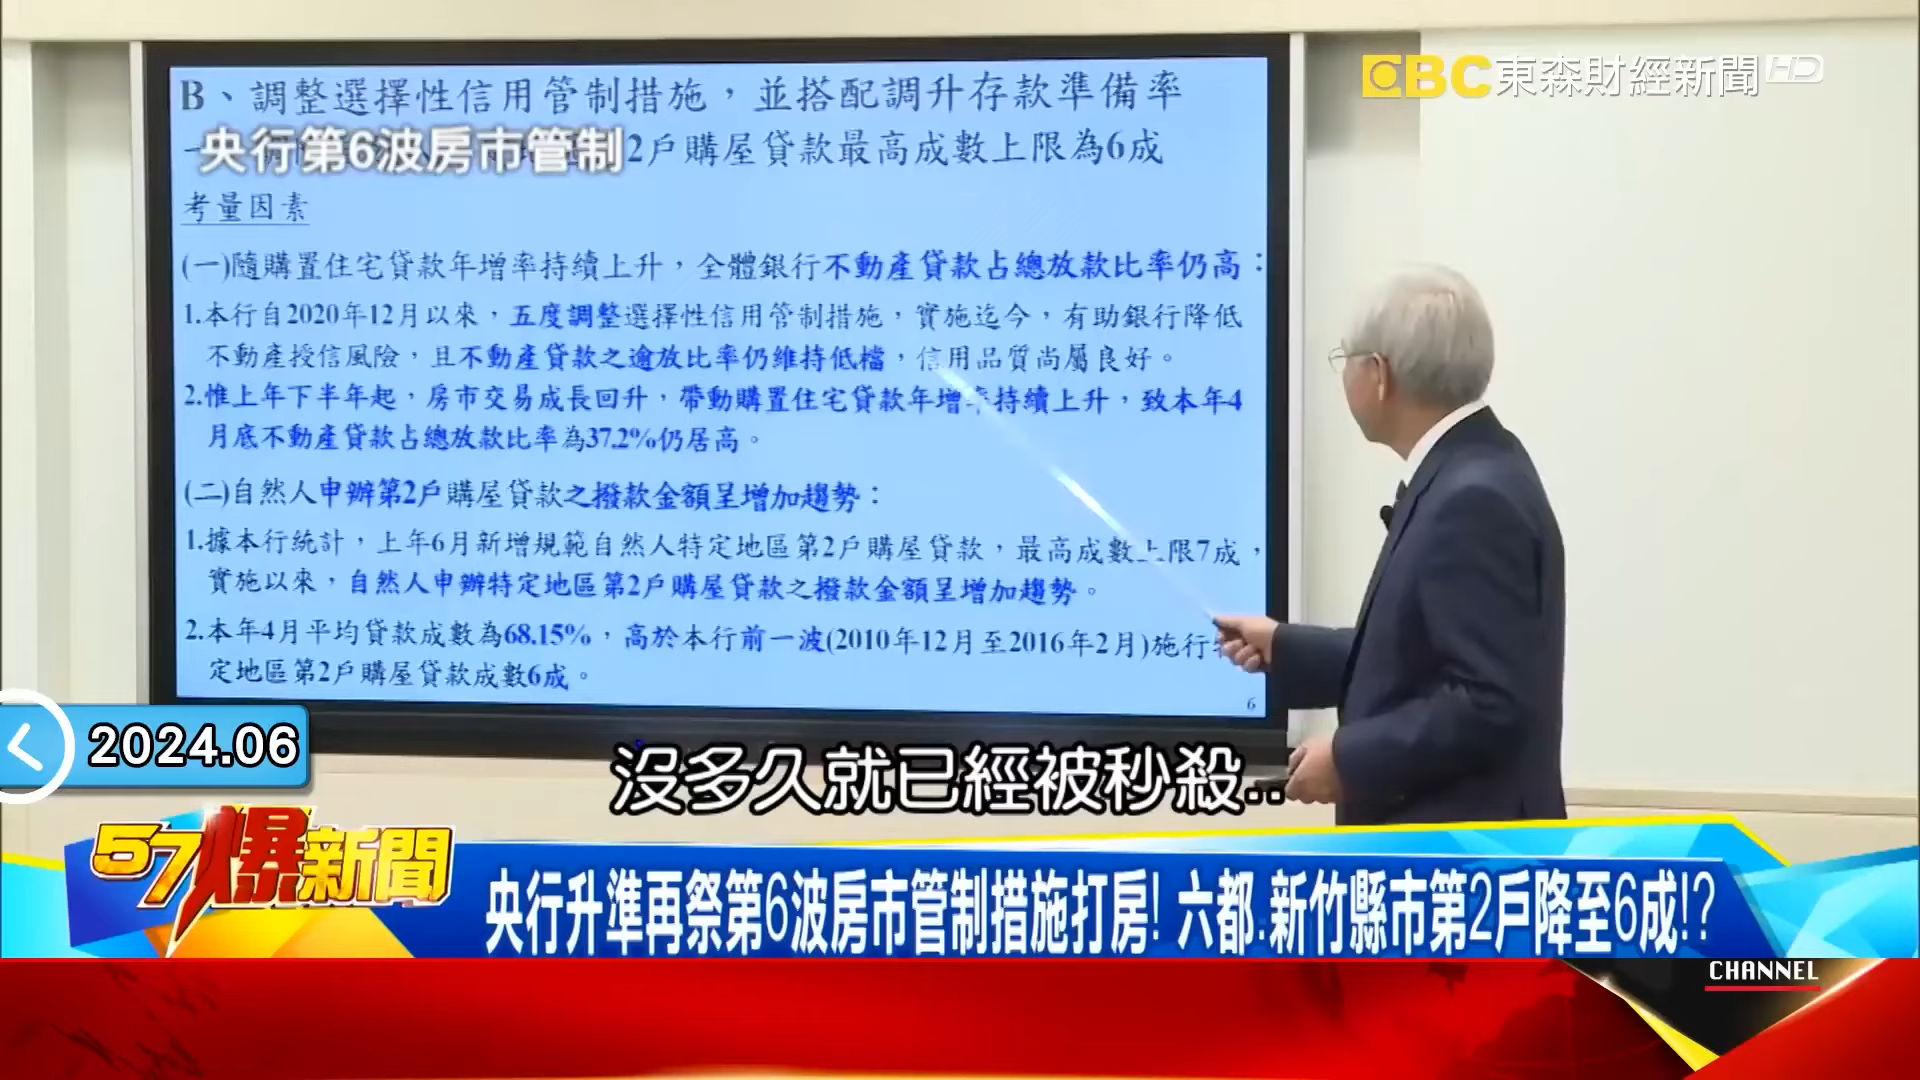 B、調整選擇性信用管制措施，並搭配調升存款準備率
EBC 東森財經新聞 HD
央行第6波房市管制
2戶購屋貸款最高成數上限為6成
考量因素
(一)隨購置住宅貸款年增率持續上升，全體銀行不動產貸款占總放款比率仍高：
1.本行自2020年12月以來，五度調整選擇性信用管制措施，實施迄今，有助銀行降低
不動產授信風險，且不動產貸款之逾放比率仍維持低檔，信用品質尚屬良好。
2.惟上年下半年起，房市交易成長回升，帶動購置住宅貸款年增率持續上升，致本年4
月底不動產貸款占總放款比率為37.2%仍居高。
(二)自然人申辦第2戶購屋貸款之撥款金額呈增加趨勢：
1.據本行統計，上年6月新增規範自然人特定地區第2戶購屋貸款，最高成數上限7成，
實施以來，自然人申辦特定地區第2戶購屋貸款之撥款金額呈增加趨勢。
2.本年4月平均貸款成數為68.15%，高於本行前一波(2010年12月至2016年2月)施行
定地區第2戶購屋貸款成數6成。
6
2024.06
沒多久就已經被秒殺..
57爆新聞
央行升準再祭第6波房市管制措施打房! 六都.新竹縣市第2戶降至6成!?
CHANNEL